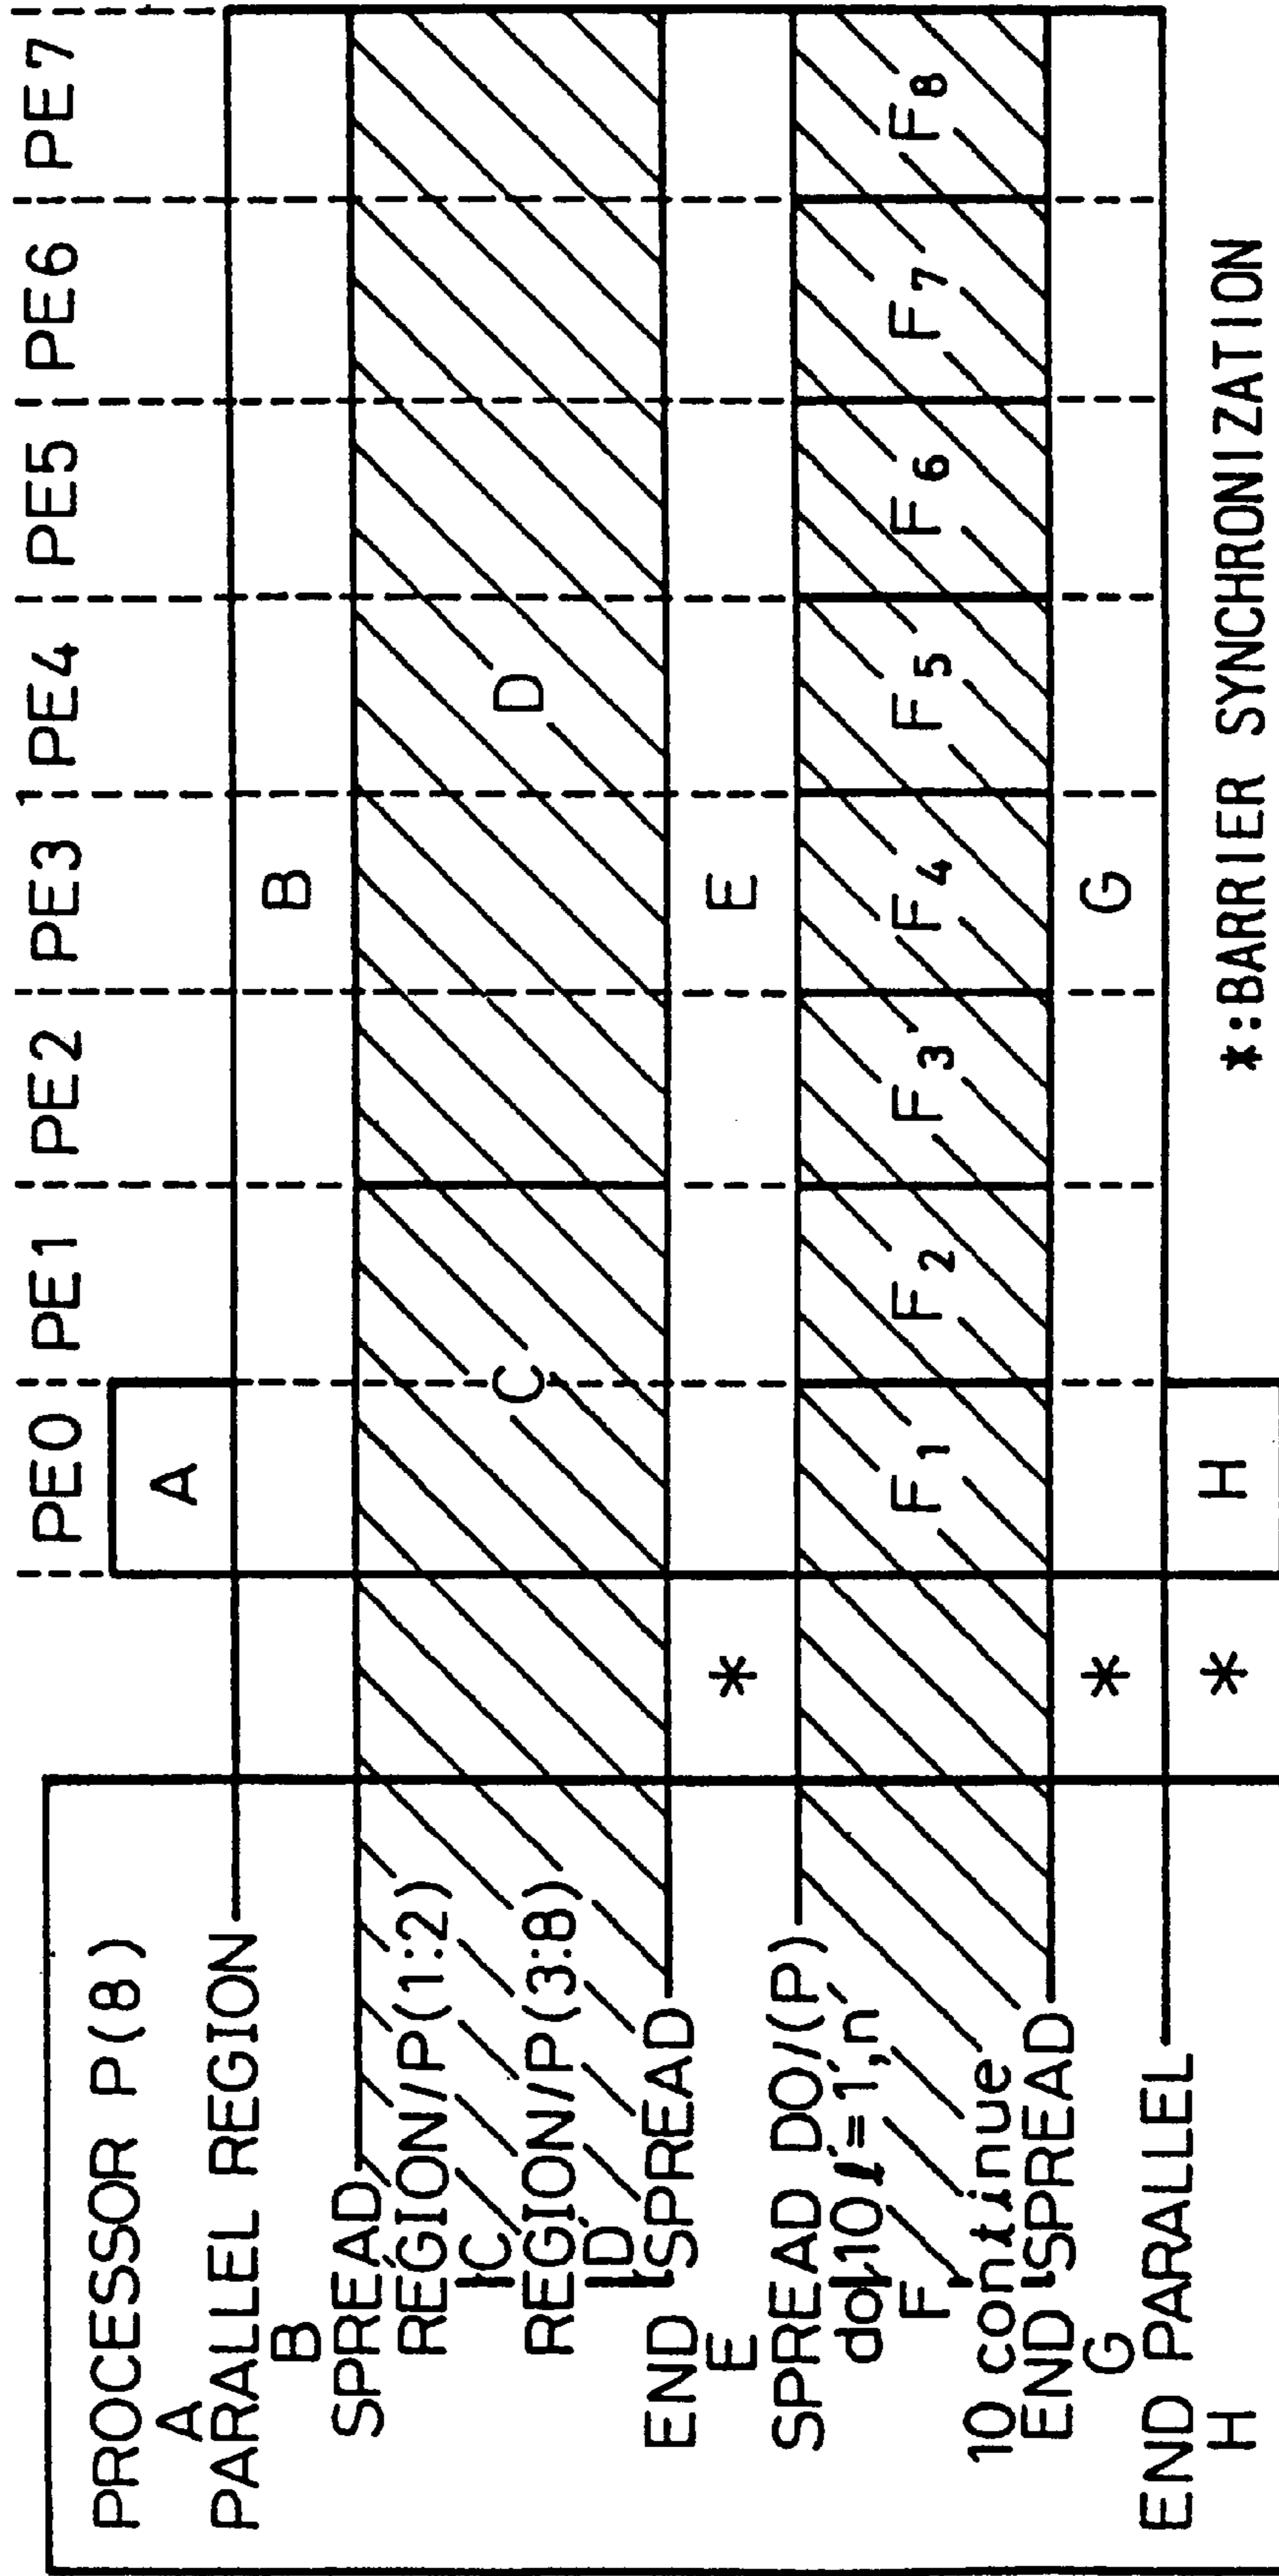 PROCESSOR P(8)
A
PARALLEL REGION
B
SPREAD
REGION/P(1:2)
C
REGION/P(3:8)
D
END SPREAD
E
SPREAD DO/(P)
do 10 i=1,n
F
10 continue
END SPREAD
G
END PARALLEL
H
PE0 PE1 PE2 PE3 PE4 PE5 PE6 PE7
A
B
C D
* E
F1 F2 F3 F4 F5 F6 F7 F8
* G
* H
*:BARRIER SYNCHRONIZATION